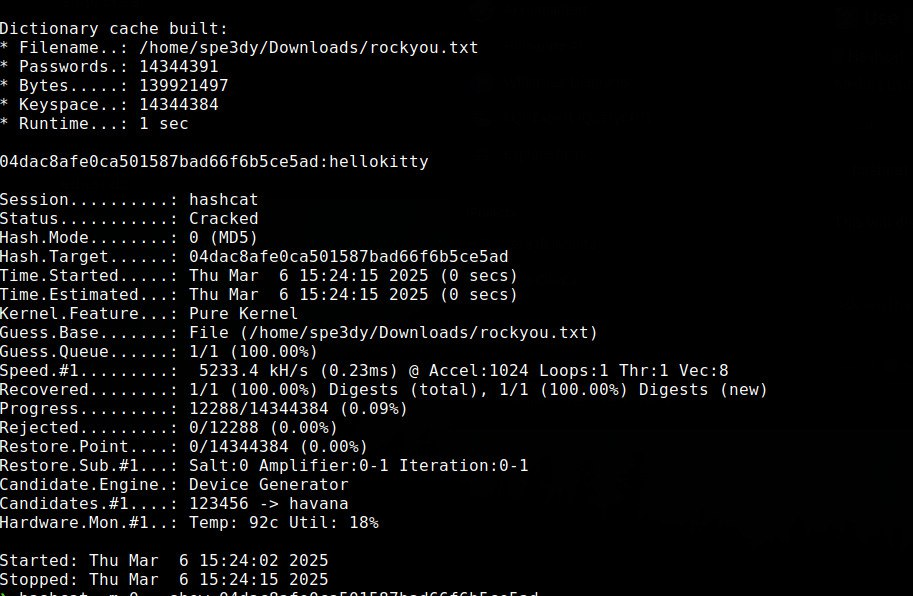 Dictionary cache built:
* Filename..: /home/spe3dy/Downloads/rockyou.txt
* Passwords.: 14344391
* Bytes.....: 139921497
* Keyspace..: 14344384
* Runtime...: 1 sec
04dac8afe0ca501587bad66f6b5ce5ad:hellokitty
Session..........: hashcat
Status...........: Cracked
Hash.Mode........: 0 (MD5)
Hash.Target......: 04dac8afe0ca501587bad66f6b5ce5ad
Time.Started.....: Thu Mar  6 15:24:15 2025 (0 secs)
Time.Estimated...: Thu Mar  6 15:24:15 2025 (0 secs)
Kernel.Feature...: Pure Kernel
Guess.Base.......: File (/home/spe3dy/Downloads/rockyou.txt)
Guess.Queue......: 1/1 (100.00%)
Speed.#1.........:  5233.4 kH/s (0.23ms) @ Accel:1024 Loops:1 Thr:1 Vec:8
Recovered........: 1/1 (100.00%) Digests (total), 1/1 (100.00%) Digests (new)
Progress.........: 12288/14344384 (0.09%)
Rejected.........: 0/12288 (0.00%)
Restore.Point....: 0/14344384 (0.00%)
Restore.Sub.#1...: Salt:0 Amplifier:0-1 Iteration:0-1
Candidate.Engine.: Device Generator
Candidates.#1....: 123456 -> havana
Hardware.Mon.#1..: Temp: 92c Util: 18%
Started: Thu Mar  6 15:24:02 2025
Stopped: Thu Mar  6 15:24:15 2025